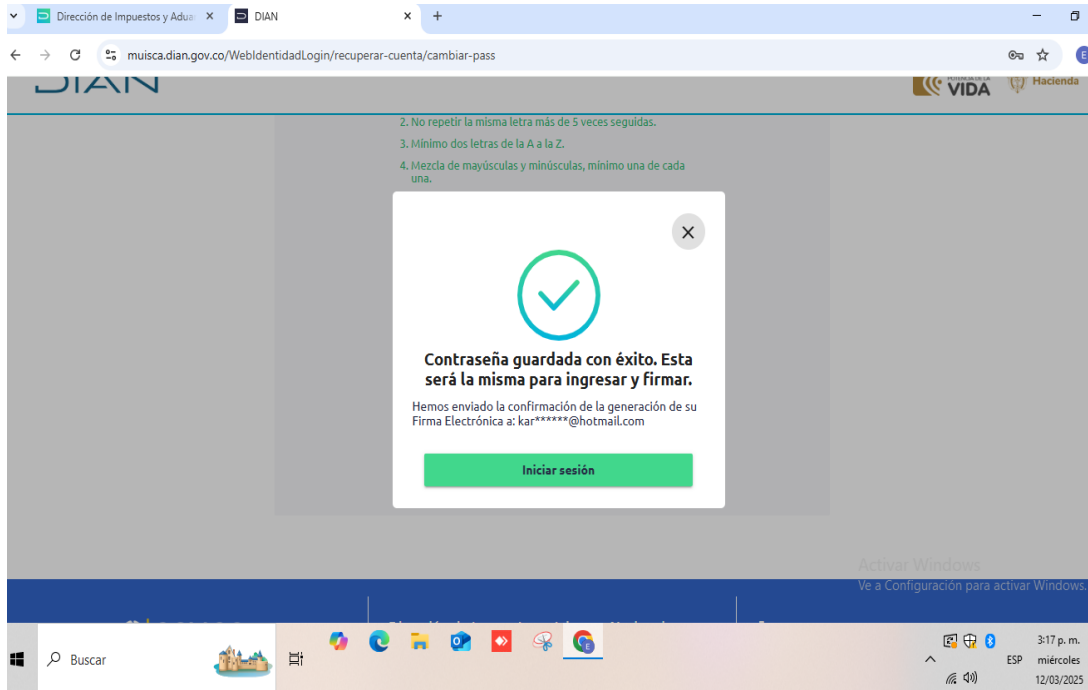 Dirección de Impuestos y Adua
DIAN
muisca.dian.gov.co/WebIdentidadLogin/recuperar-cuenta/cambiar-pass
E
DIAN
POTENCIA DE LA
VIDA
Hacienda
2. No repetir la misma letra más de 5 veces seguidas.
3. Mínimo dos letras de la A a la Z.
4. Mezcla de mayúsculas y minúsculas, mínimo una de cada
una.
Contraseña guardada con éxito. Esta
será la misma para ingresar y firmar.
Hemos enviado la confirmación de la generación de su
Firma Electrónica a: kar******@hotmail.com
Iniciar sesión
Activar Windows
Ve a Configuración para activar Windows.
Buscar
ESP
3:17 p. m.
miércoles
12/03/2025